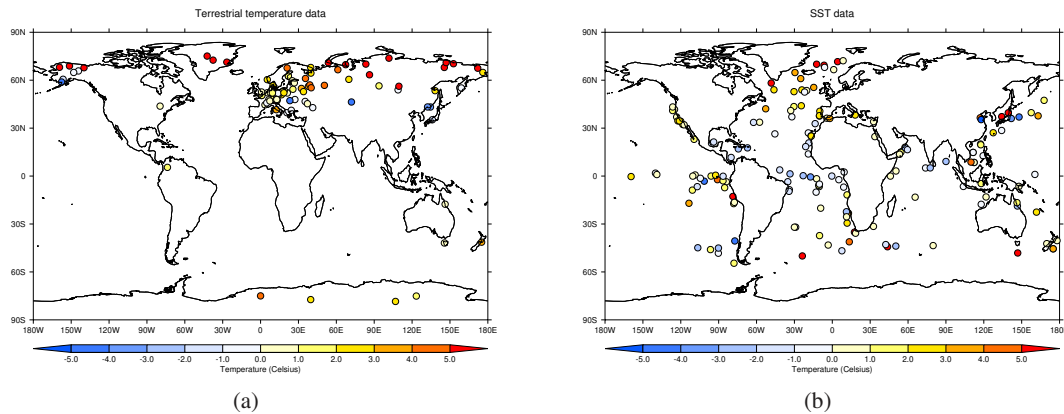 Terrestrial temperature data
90N
60N
30N
0
30S
60S
90S
180W 150W 120W 90W 60W 30W 0 30E 60E 90E 120E 150E 180E
-5.0 -4.0 -3.0 -2.0 -1.0 0.0 1.0 2.0 3.0 4.0 5.0
Temperature (Celsius)
(a)
SST data
90N
60N
30N
0
30S
60S
90S
180W 150W 120W 90W 60W 30W 0 30E 60E 90E 120E 150E 180E
-5.0 -4.0 -3.0 -2.0 -1.0 0.0 1.0 2.0 3.0 4.0 5.0
Temperature (Celsius)
(b)